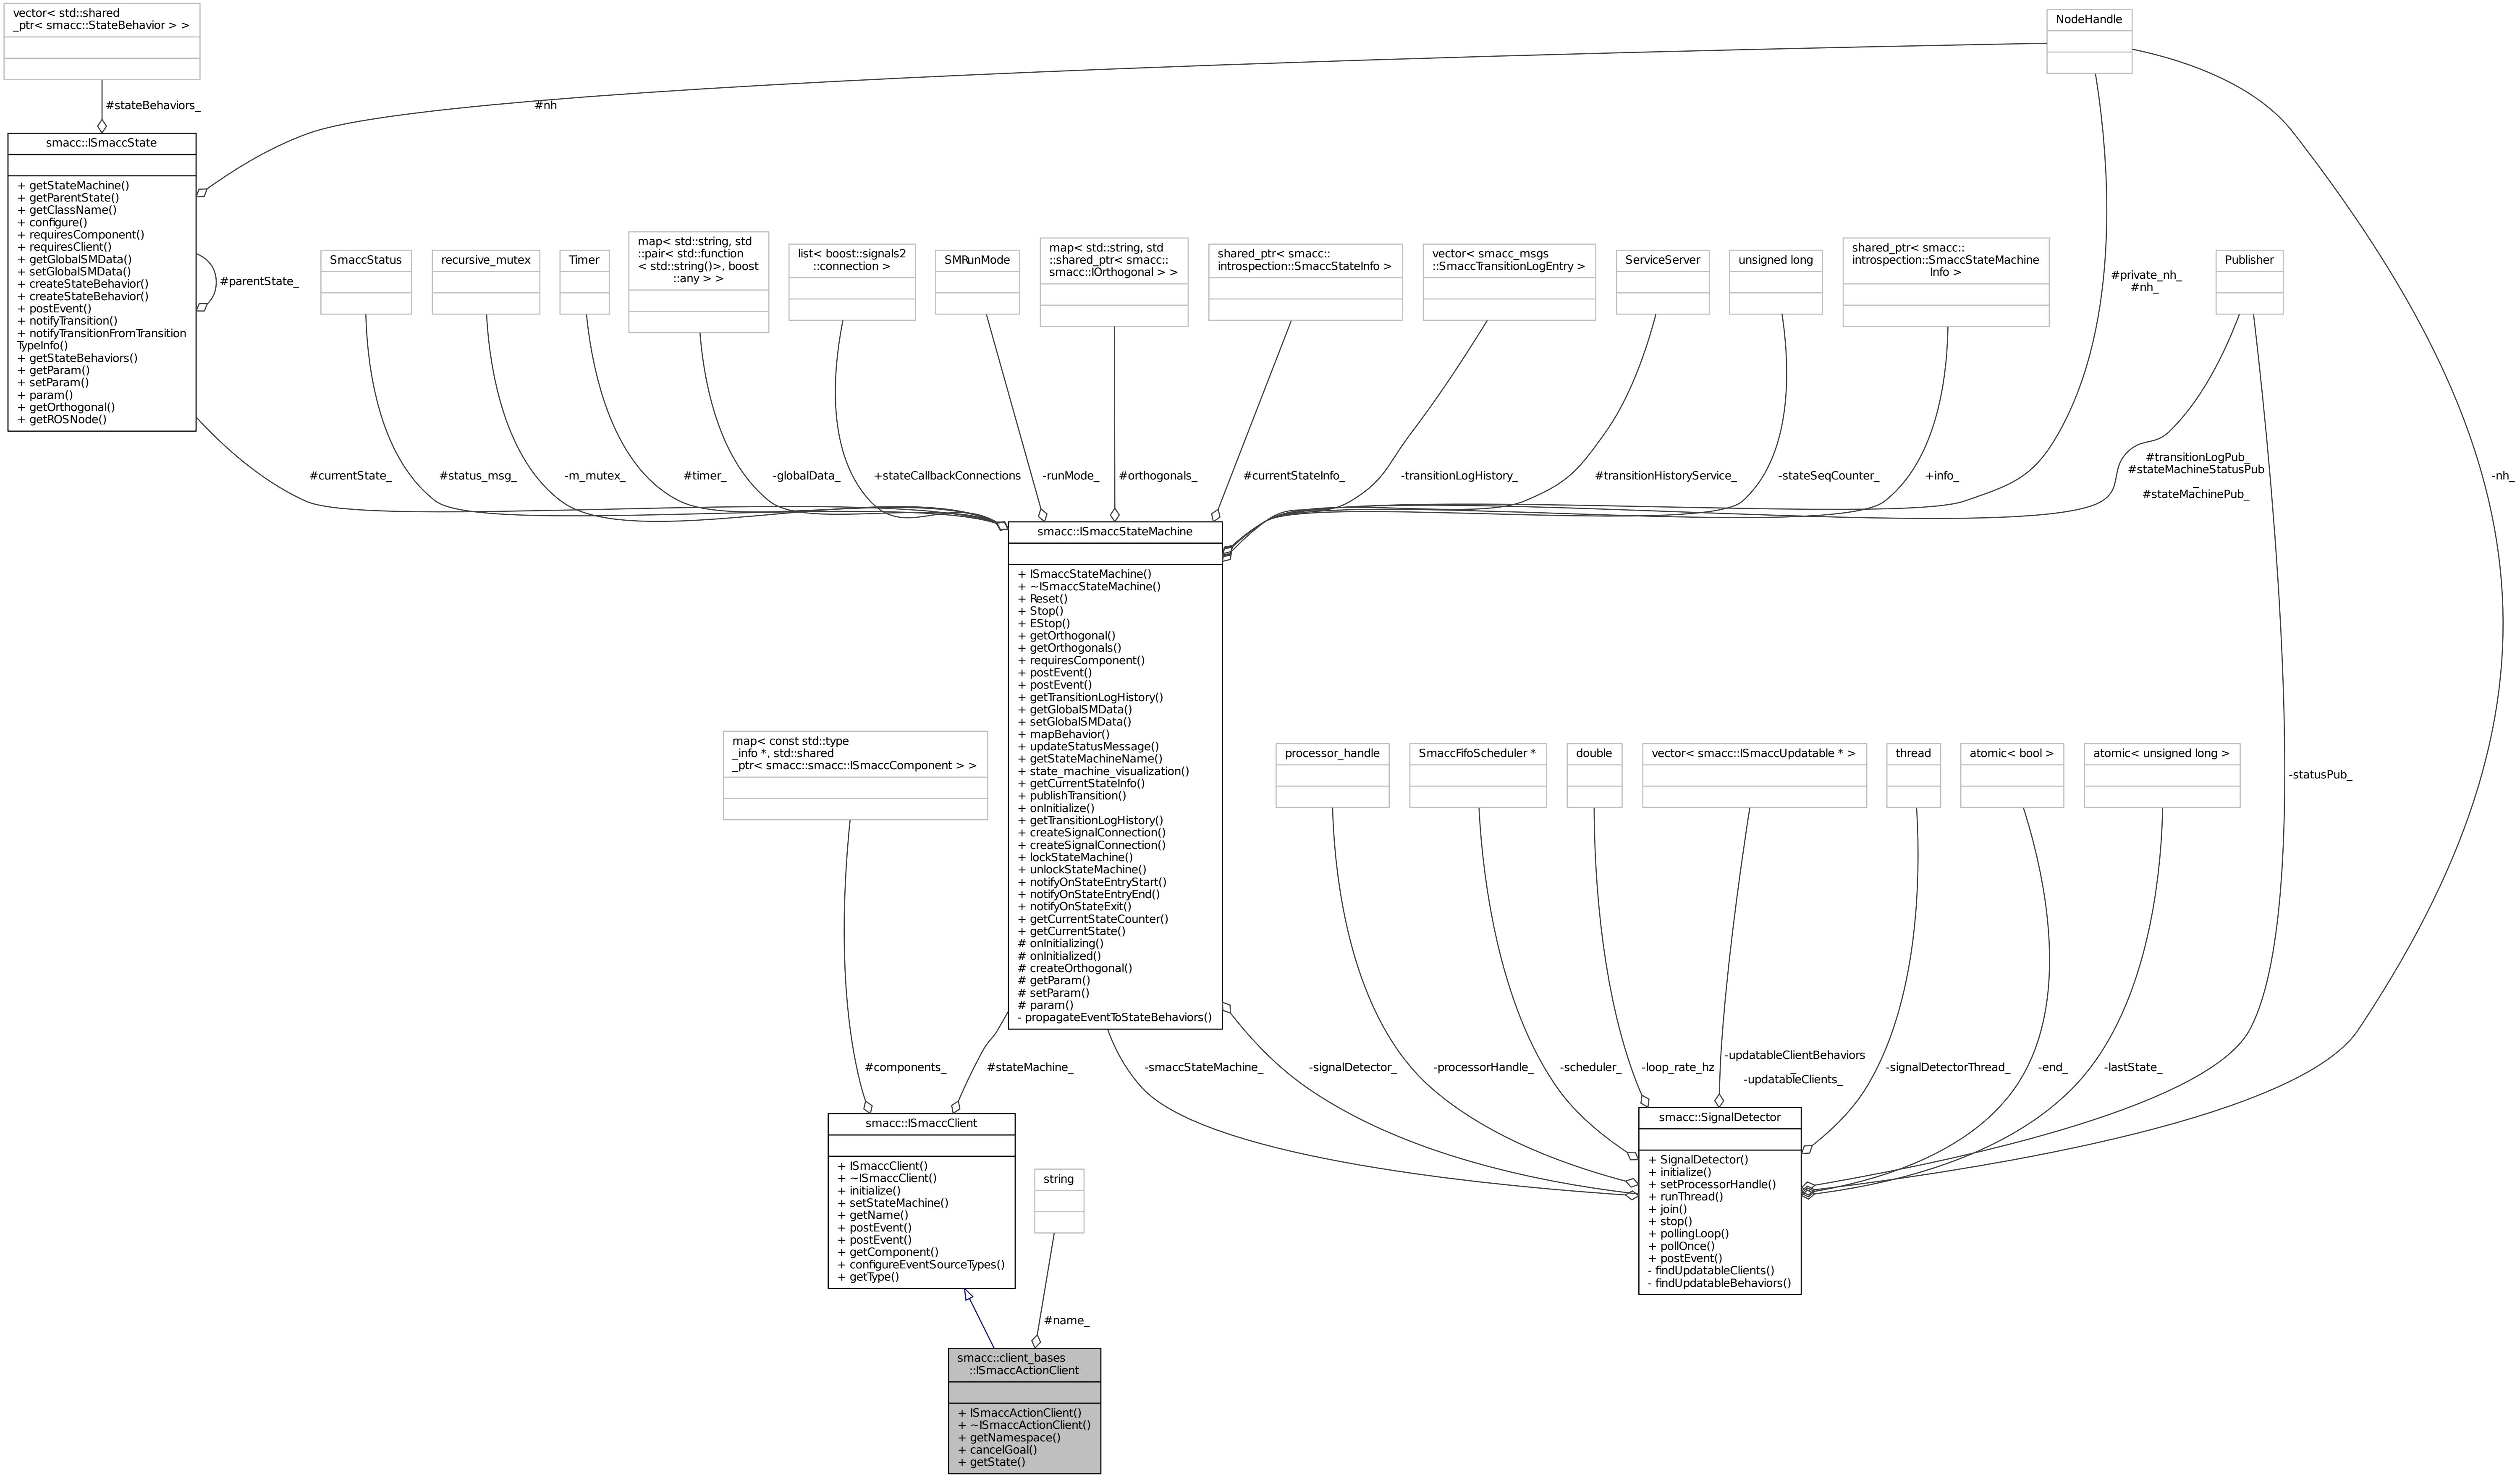 vector< std::shared
_ptr< smacc::StateBehavior > >
NodeHandle
#stateBehaviors_
#nh
smacc::ISmaccState
+ getStateMachine()
+ getParentState()
+ getClassName()
+ configure()
+ requiresComponent()
+ requiresClient()
+ getGlobalSMData()
+ setGlobalSMData()
+ createStateBehavior()
+ createStateBehavior()
+ postEvent()
+ notifyTransition()
+ notifyTransitionFromTransition
TypeInfo()
+ getStateBehaviors()
+ getParam()
+ setParam()
+ param()
+ getOrthogonal()
+ getROSNode()
#parentState_
SmaccStatus
recursive_mutex
Timer
map< std::string, std
::pair< std::function
< std::string()>, boost
::any > >
list< boost::signals2
::connection >
SMRunMode
map< std::string, std
::shared_ptr< smacc::
smacc::IOrthogonal > >
shared_ptr< smacc::
introspection::SmaccStateInfo >
vector< smacc_msgs
::SmaccTransitionLogEntry >
ServiceServer
unsigned long
shared_ptr< smacc::
introspection::SmaccStateMachine
Info >
#private_nh_
#nh_
Publisher
#currentState_
#status_msg_
-m_mutex_
#timer_
-globalData_
+stateCallbackConnections
-runMode_
#orthogonals_
#currentStateInfo_
-transitionLogHistory_
#transitionHistoryService_
-stateSeqCounter_
+info_
#transitionLogPub_
#stateMachineStatusPub
_
#stateMachinePub_
-nh_
smacc::ISmaccStateMachine
+ ISmaccStateMachine()
+ ~ISmaccStateMachine()
+ Reset()
+ Stop()
+ EStop()
+ getOrthogonal()
+ getOrthogonals()
+ requiresComponent()
+ postEvent()
+ postEvent()
+ getTransitionLogHistory()
+ getGlobalSMData()
+ setGlobalSMData()
+ mapBehavior()
+ updateStatusMessage()
+ getStateMachineName()
+ state_machine_visualization()
+ getCurrentStateInfo()
+ publishTransition()
+ onInitialize()
+ getTransitionLogHistory()
+ createSignalConnection()
+ createSignalConnection()
+ lockStateMachine()
+ unlockStateMachine()
+ notifyOnStateEntryStart()
+ notifyOnStateEntryEnd()
+ notifyOnStateExit()
+ getCurrentStateCounter()
+ getCurrentState()
# onInitializing()
# onInitialized()
# createOrthogonal()
# getParam()
# setParam()
# param()
- propagateEventToStateBehaviors()
map< const std::type
_info *, std::shared
_ptr< smacc::smacc::ISmaccComponent > >
processor_handle
SmaccFifoScheduler *
double
vector< smacc::ISmaccUpdatable * >
thread
atomic< bool >
atomic< unsigned long >
-statusPub_
#components_
#stateMachine_
-smaccStateMachine_
-signalDetector_
-processorHandle_
-scheduler_
-loop_rate_hz
-updatableClientBehaviors
_
-updatableClients_
-signalDetectorThread_
-end_
-lastState_
smacc::ISmaccClient
+ ISmaccClient()
+ ~ISmaccClient()
+ initialize()
+ setStateMachine()
+ getName()
+ postEvent()
+ postEvent()
+ getComponent()
+ configureEventSourceTypes()
+ getType()
string
smacc::SignalDetector
+ SignalDetector()
+ initialize()
+ setProcessorHandle()
+ runThread()
+ join()
+ stop()
+ pollingLoop()
+ pollOnce()
+ postEvent()
- findUpdatableClients()
- findUpdatableBehaviors()
#name_
smacc::client_bases
::ISmaccActionClient
+ ISmaccActionClient()
+ ~ISmaccActionClient()
+ getNamespace()
+ cancelGoal()
+ getState()